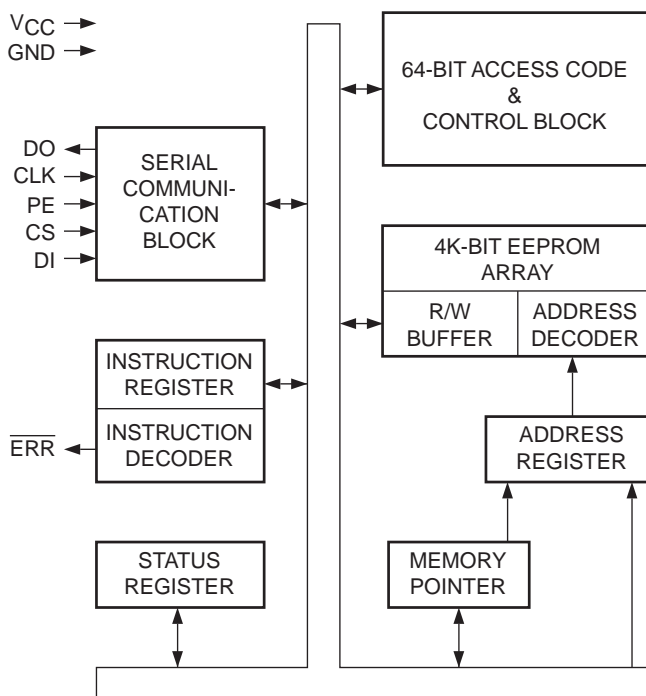 VCC
GND
DO
CLK
PE
CS
DI
SERIAL
COMMUNI-
CATION
BLOCK
INSTRUCTION
REGISTER
INSTRUCTION
DECODER
ERR
STATUS
REGISTER
64-BIT ACCESS CODE
&
CONTROL BLOCK
4K-BIT EEPROM
ARRAY
R/W
BUFFER
ADDRESS
DECODER
ADDRESS
REGISTER
MEMORY
POINTER